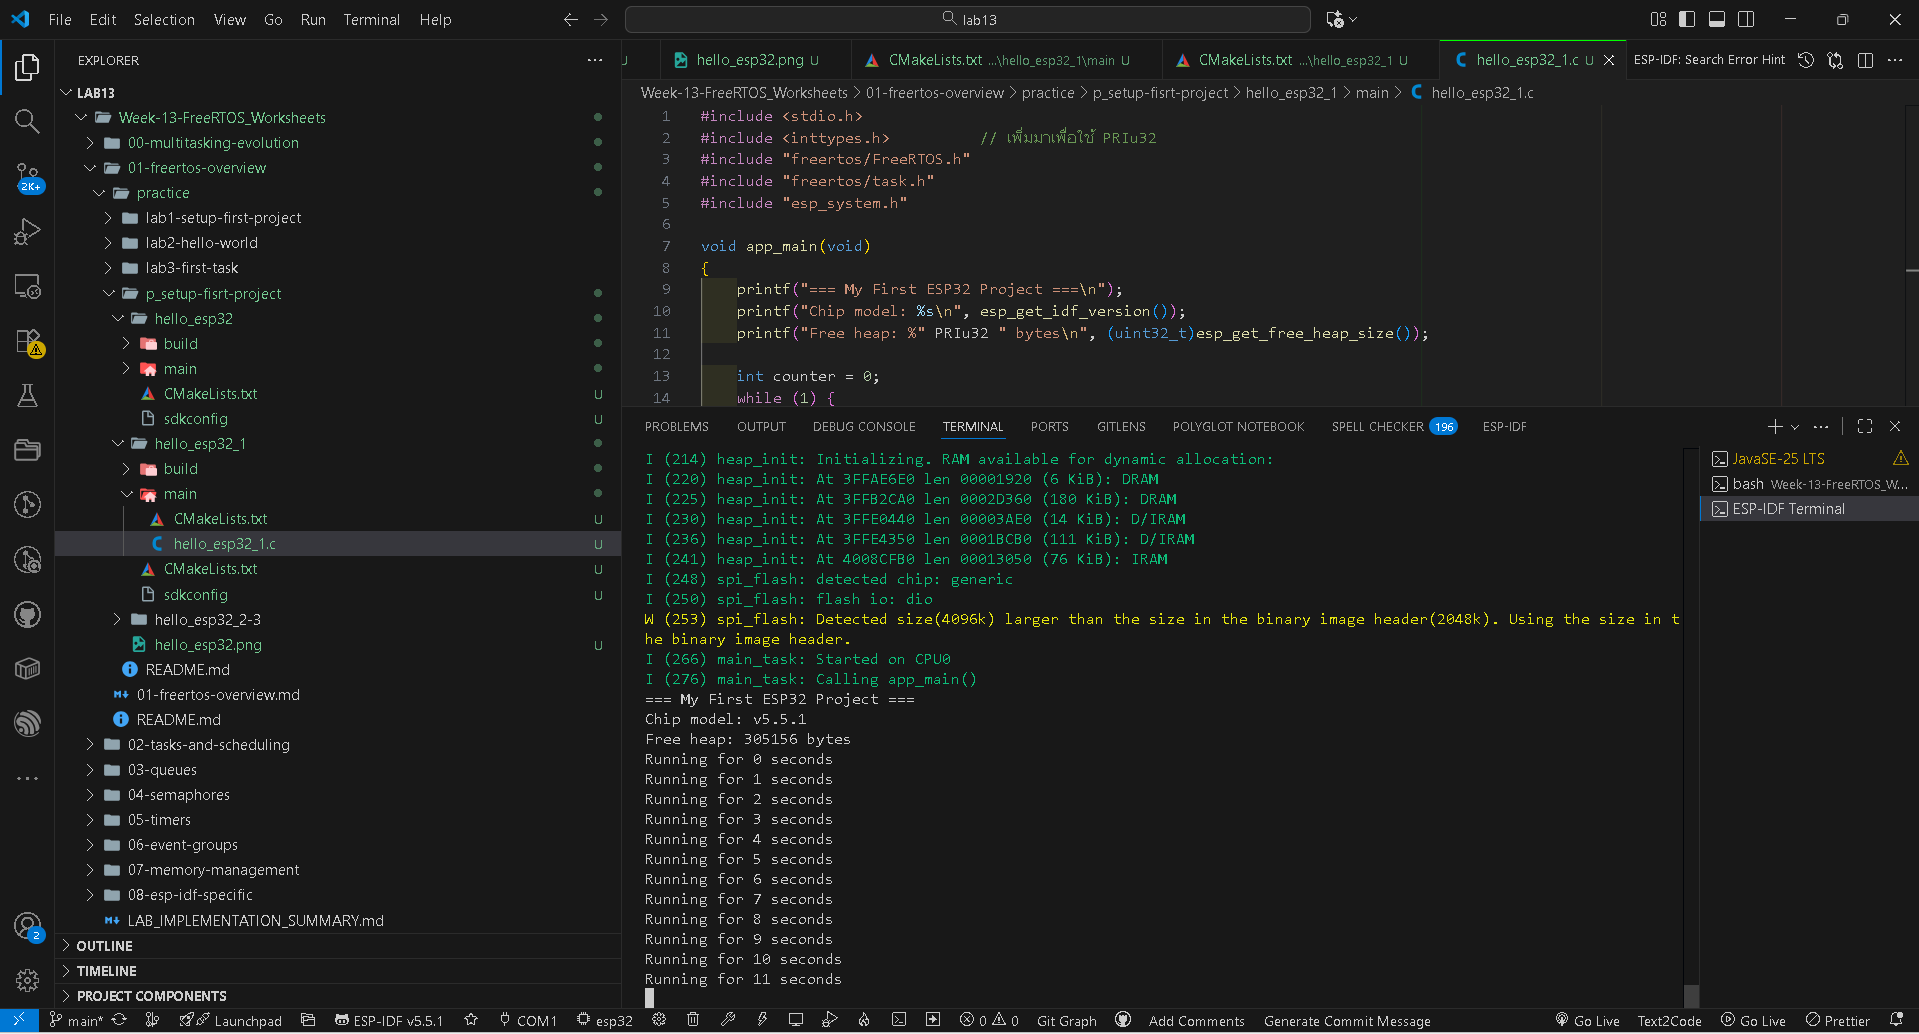 File Edit Selection View Go Run Terminal Help
lab13
EXPLORER
LAB13
Week-13-FreeRTOS_Worksheets
00-multitasking-evolution
01-freertos-overview
practice
lab1-setup-first-project
lab2-hello-world
lab3-first-task
p_setup-fisrt-project
hello_esp32
build
main
CMakeLists.txt U
sdkconfig U
hello_esp32_1
build
main
CMakeLists.txt U
hello_esp32_1.c U
CMakeLists.txt U
sdkconfig U
hello_esp32_2-3
hello_esp32.png U
README.md
01-freertos-overview.md
README.md
02-tasks-and-scheduling
03-queues
04-semaphores
05-timers
06-event-groups
07-memory-management
08-esp-idf-specific
LAB_IMPLEMENTATION_SUMMARY.md
OUTLINE
TIMELINE
PROJECT COMPONENTS
2K+
2
U hello_esp32.png U CMakeLists.txt ...\hello_esp32_1\main U CMakeLists.txt ...\hello_esp32_1 U hello_esp32_1.c U ESP-IDF: Search Error Hint
Week-13-FreeRTOS_Worksheets > 01-freertos-overview > practice > p_setup-fisrt-project > hello_esp32_1 > main > hello_esp32_1.c
1 #include <stdio.h>
2 #include <inttypes.h> // เพิ่มมาเพื่อใช้ PRIu32
3 #include "freertos/FreeRTOS.h"
4 #include "freertos/task.h"
5 #include "esp_system.h"
6
7 void app_main(void)
8 {
9 printf("=== My First ESP32 Project ===\n");
10 printf("Chip model: %s\n", esp_get_idf_version());
11 printf("Free heap: %" PRIu32 " bytes\n", (uint32_t)esp_get_free_heap_size());
12
13 int counter = 0;
14 while (1) {
PROBLEMS OUTPUT DEBUG CONSOLE TERMINAL PORTS GITLENS POLYGLOT NOTEBOOK SPELL CHECKER 196 ESP-IDF
I (214) heap_init: Initializing. RAM available for dynamic allocation:
I (220) heap_init: At 3FFAE6E0 len 00001920 (6 KiB): DRAM
I (225) heap_init: At 3FFB2CA0 len 0002D360 (180 KiB): DRAM
I (230) heap_init: At 3FFE0440 len 00003AE0 (14 KiB): D/IRAM
I (236) heap_init: At 3FFE4350 len 0001BCB0 (111 KiB): D/IRAM
I (241) heap_init: At 4008CFB0 len 00013050 (76 KiB): IRAM
I (248) spi_flash: detected chip: generic
I (250) spi_flash: flash io: dio
W (253) spi_flash: Detected size(4096k) larger than the size in the binary image header(2048k). Using the size in t
he binary image header.
I (266) main_task: Started on CPU0
I (276) main_task: Calling app_main()
=== My First ESP32 Project ===
Chip model: v5.5.1
Free heap: 305156 bytes
Running for 0 seconds
Running for 1 seconds
Running for 2 seconds
Running for 3 seconds
Running for 4 seconds
Running for 5 seconds
Running for 6 seconds
Running for 7 seconds
Running for 8 seconds
Running for 9 seconds
Running for 10 seconds
Running for 11 seconds
JavaSE-25 LTS
bash Week-13-FreeRTOS_W...
ESP-IDF Terminal
main* Launchpad ESP-IDF v5.5.1 COM1 esp32 0 0 Git Graph Add Comments Generate Commit Message Go Live Text2Code Go Live Prettier